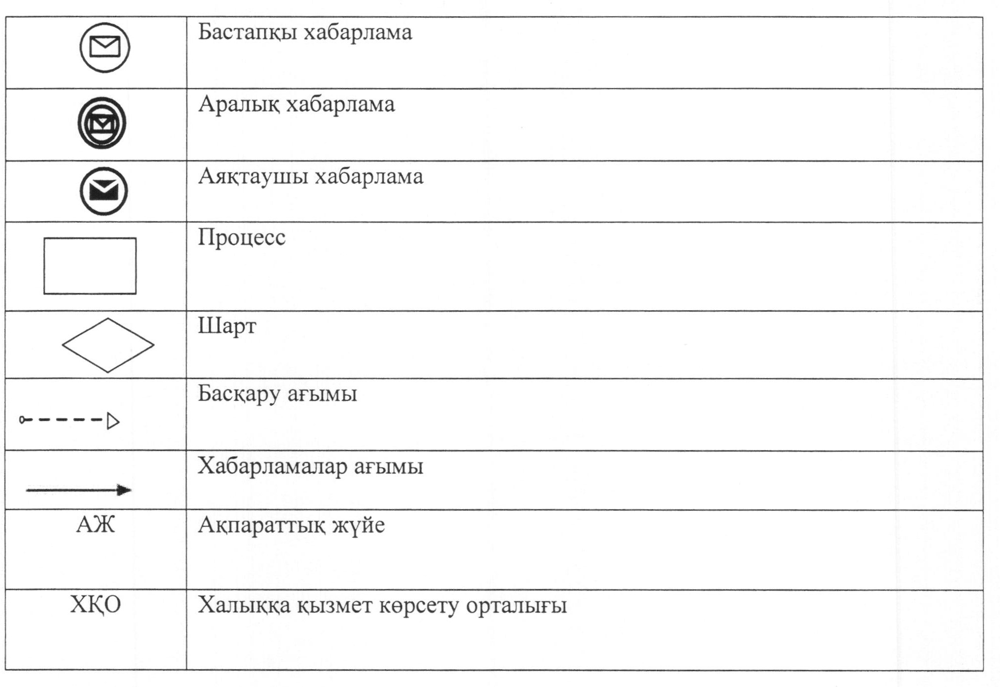 Бастапқы хабарлама
Аралық хабарлама
Аяқтаушы хабарлама
Процесс
Шарт
Басқару ағымы
Хабарламалар ағымы
АЖ Ақпараттық жүйе
ХҚО Халыққа қызмет көрсету орталығы